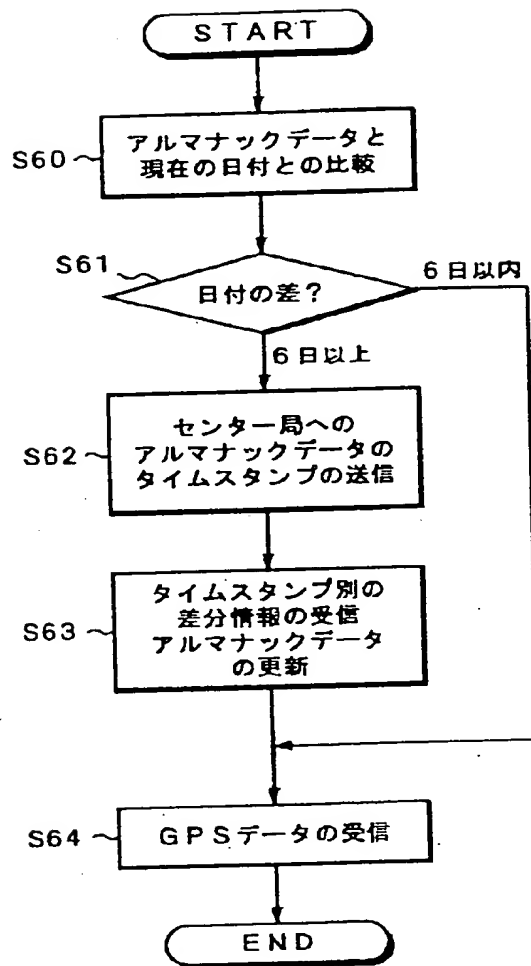 START
S60
アルマナックデータと
現在の日付との比較
S61
日付の差?
6日以内
6日以上
S62
センター局への
アルマナックデータの
タイムスタンプの送信
S63
タイムスタンプ別の
差分情報の受信
アルマナックデータ
の更新
S64
GPSデータの受信
END